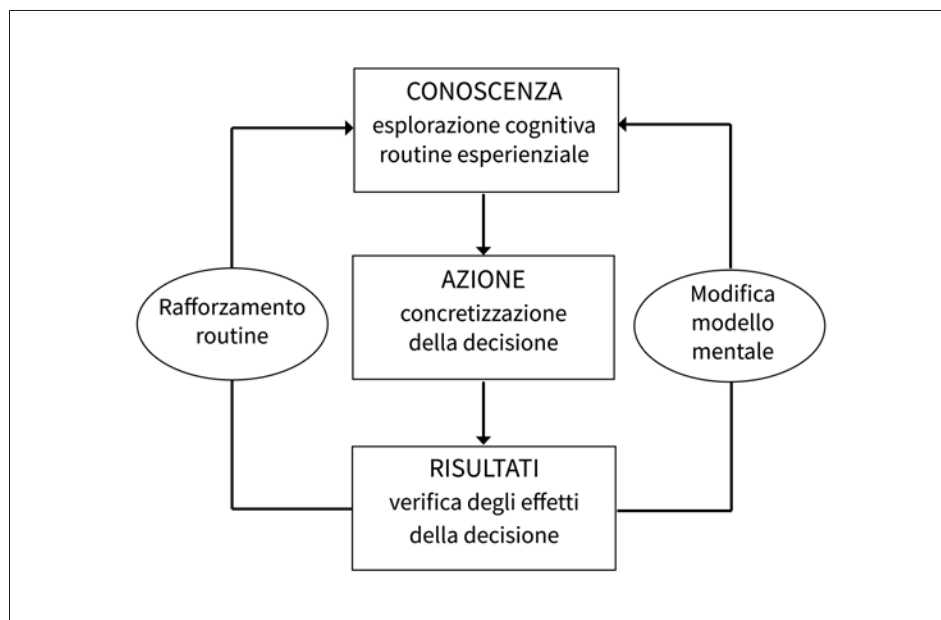 CONOSCENZA
esplorazione cognitiva
routine esperienziale
Rafforzamento
routine
AZIONE
concretizzazione
della decisione
Modifica
modello
mentale
RISULTATI
verifica degli effetti
della decisione